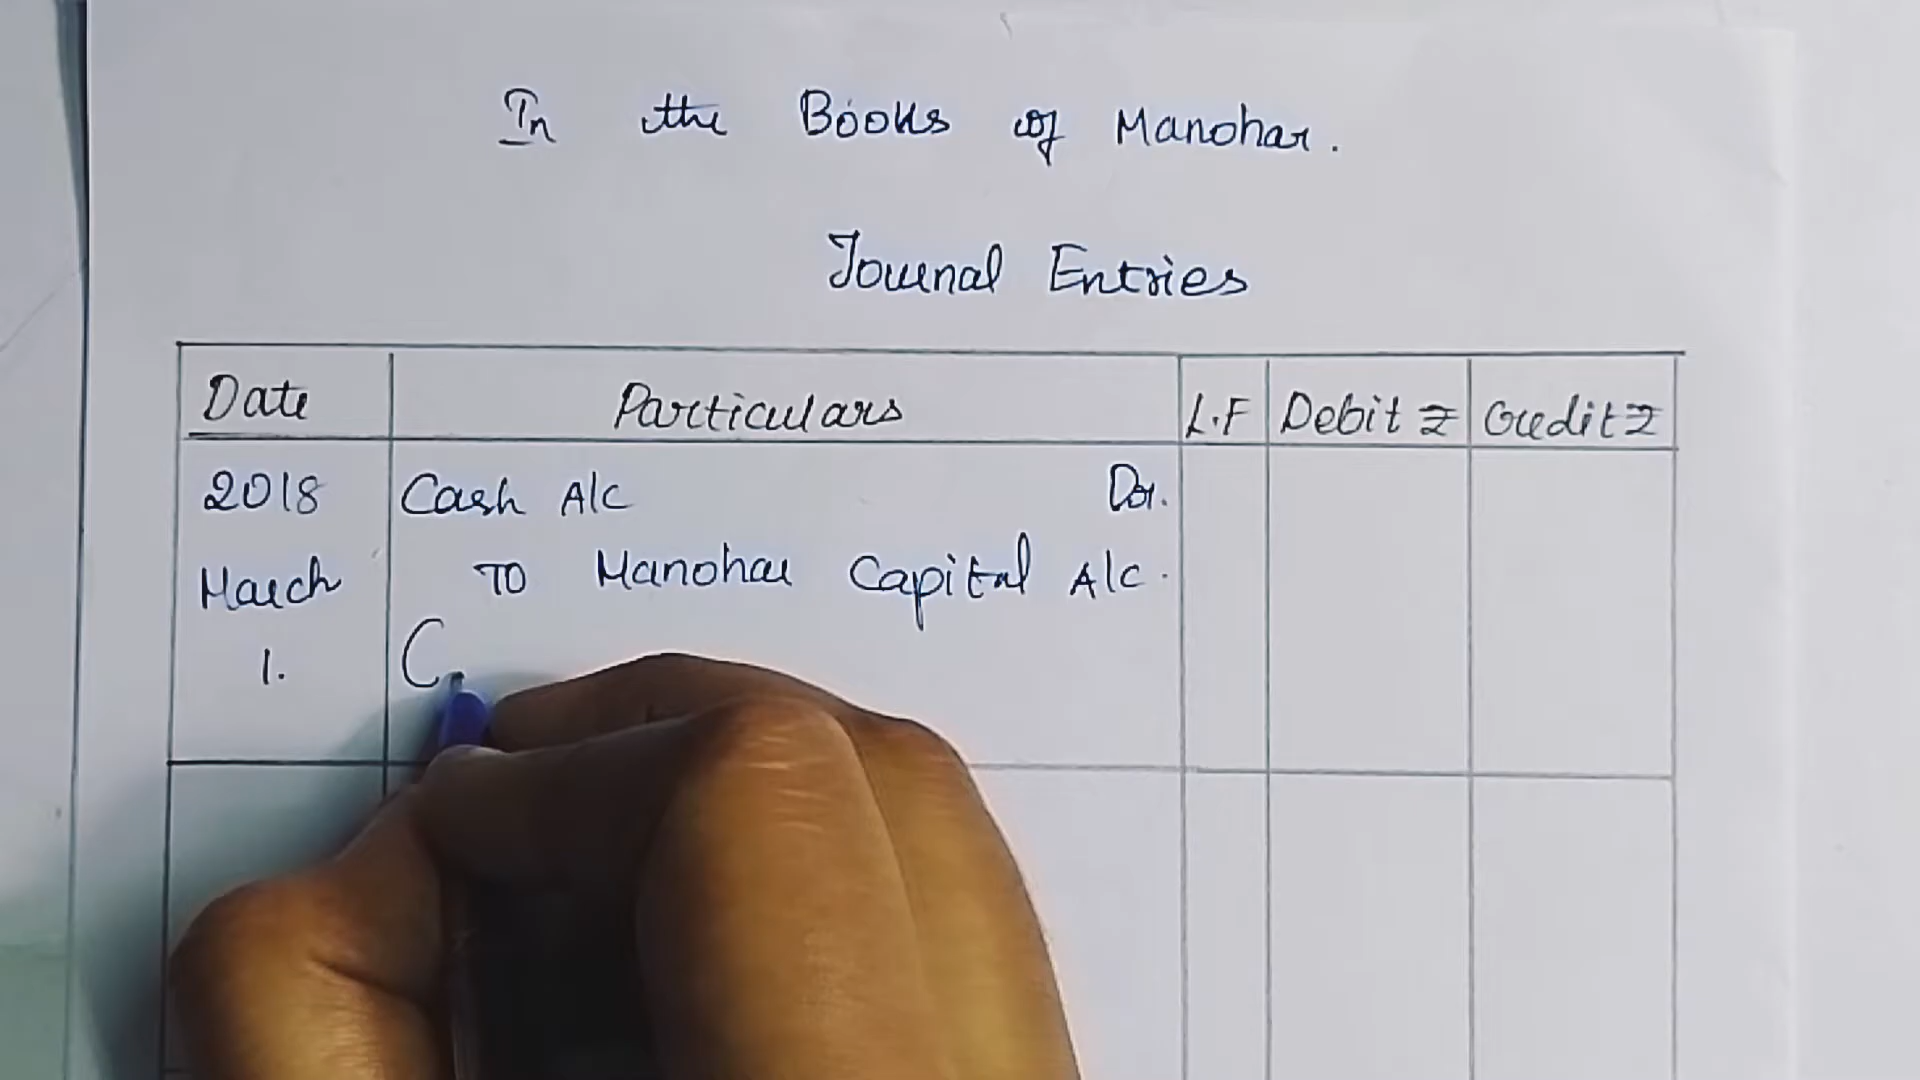 In the Books of Manohar.
Journal Entries
Date Particulars L.F Debit ₹ Credit ₹
2018 Cash A/c Dr.
March To Manohar Capital A/c.
1. (